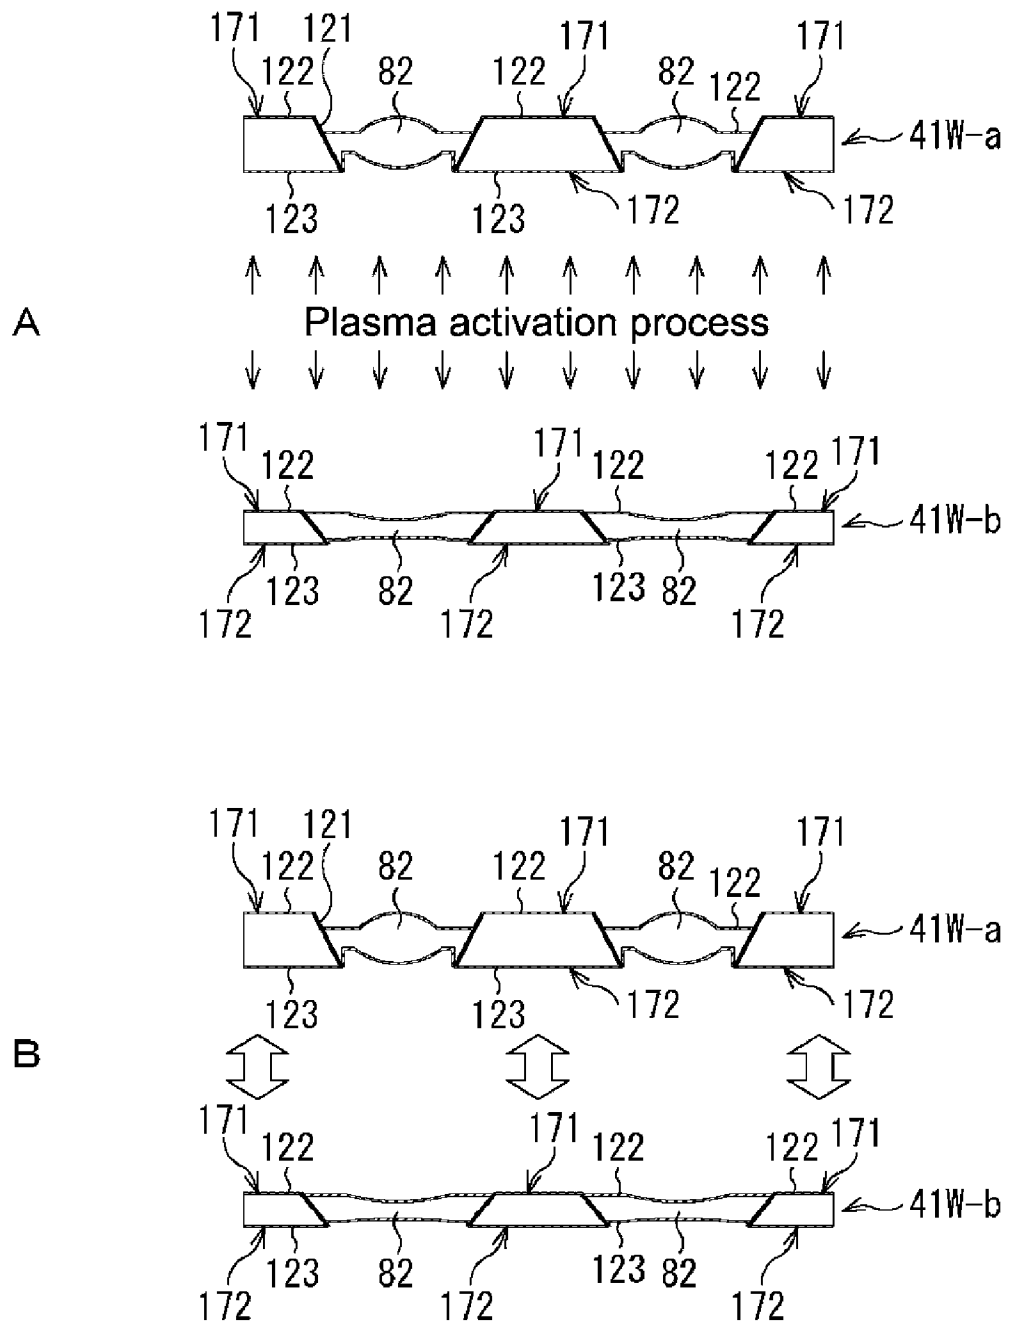 171 121 171 171
122 82 122 82 122
41W-a
123 123 172 172
A
Plasma activation process
171 122 171 122 122 171
41W-b
123 82 123 82
172 172 172
171 121 171 171
122 82 122 82 122
41W-a
123 123 172 172
B
171 122 171 122 122 171
41W-b
123 82 123 82
172 172 172